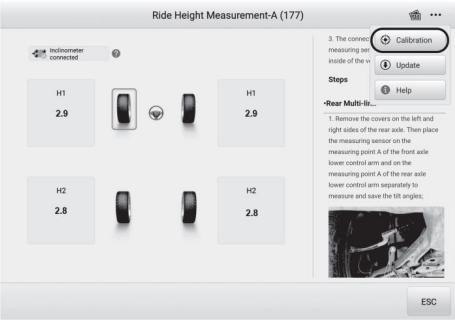 Ride Height Measurement-A (177)
Inclinometer
connected
H1
2.9
H1
2.9
H2
2.8
H2
2.8
3. The connec
measuring ser
inside of the v
Steps
•Rear Multi-lin...
1. Remove the covers on the left and
right sides of the rear axle. Then place
the measuring sensor on the
measuring point A of the front axle
lower control arm and on the
measuring point A of the rear axle
lower control arm separately to
measure and save the tilt angles;
Calibration
Update
Help
ESC